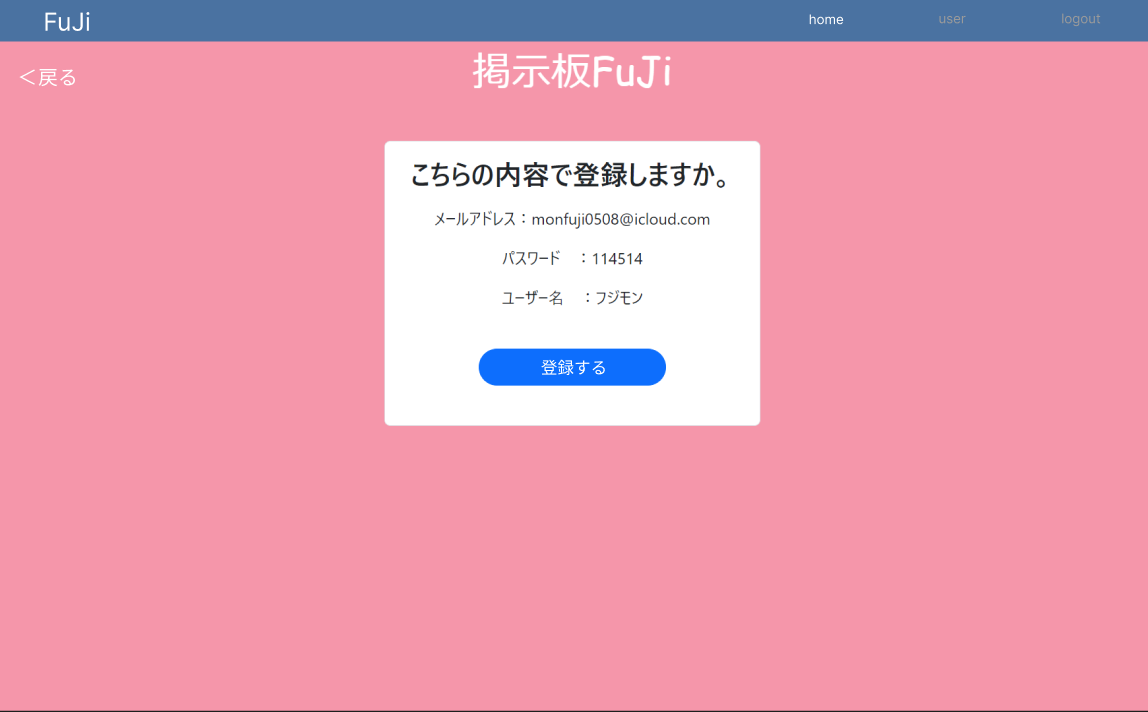 FuJi
home
user
logout
＜戻る
掲示板FuJi
こちらの内容で登録しますか。
メールアドレス：monfuji0508@icloud.com
パスワード　：114514
ユーザー名　：フジモン
登録する